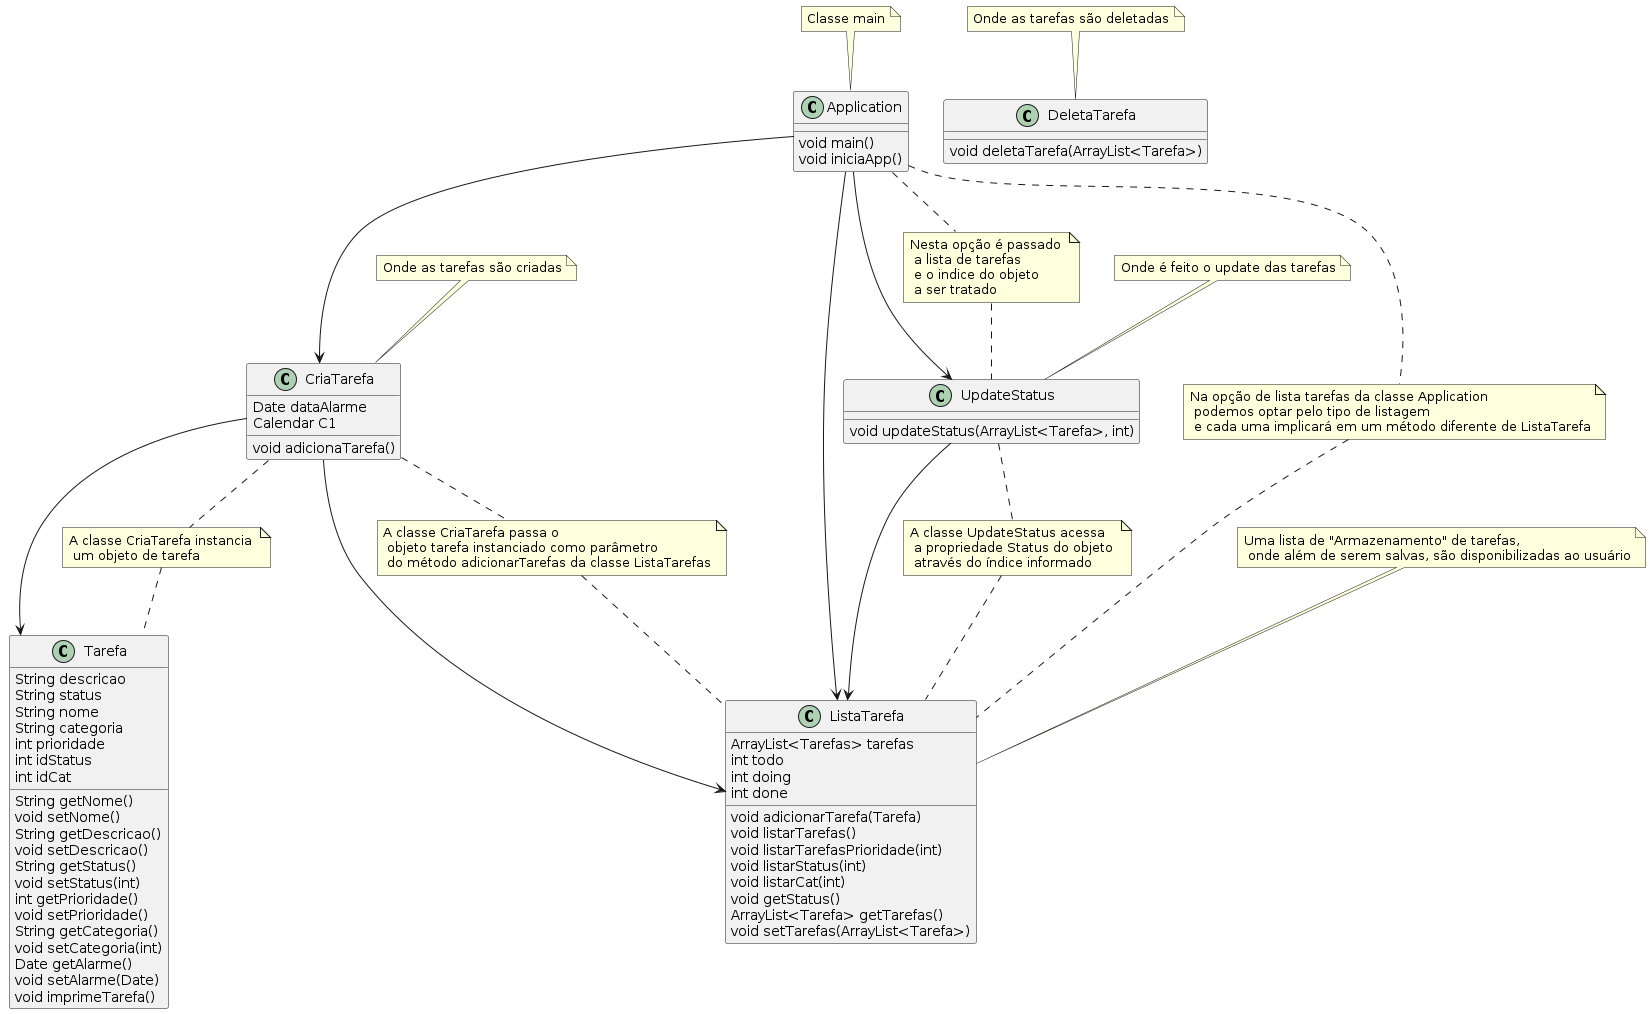 Classe main
Onde as tarefas são deletadas
C Application
void main()
void iniciaApp()
C DeletaTarefa
void deletaTarefa(ArrayList<Tarefa>)
Nesta opção é passado
a lista de tarefas
e o indice do objeto
a ser tratado
Onde as tarefas são criadas
Onde é feito o update das tarefas
C CriaTarefa
Date dataAlarme
Calendar C1
void adicionaTarefa()
C UpdateStatus
void updateStatus(ArrayList<Tarefa>, int)
Na opção de lista tarefas da classe Application
podemos optar pelo tipo de listagem
e cada uma implicará em um método diferente de ListaTarefa
A classe CriaTarefa instancia
um objeto de tarefa
A classe CriaTarefa passa o
objeto tarefa instanciado como parâmetro
do método adicionarTarefas da classe ListaTarefas
A classe UpdateStatus acessa
a propriedade Status do objeto
através do índice informado
Uma lista de "Armazenamento" de tarefas,
onde além de serem salvas, são disponibilizadas ao usuário
C Tarefa
String descricao
String status
String nome
String categoria
int prioridade
int idStatus
int idCat
String getNome()
void setNome()
String getDescricao()
void setDescricao()
String getStatus()
void setStatus(int)
int getPrioridade()
void setPrioridade()
String getCategoria()
void setCategoria(int)
Date getAlarme()
void setAlarme(Date)
void imprimeTarefa()
C ListaTarefa
ArrayList<Tarefas> tarefas
int todo
int doing
int done
void adicionarTarefa(Tarefa)
void listarTarefas()
void listarTarefasPrioridade(int)
void listarStatus(int)
void listarCat(int)
void getStatus()
ArrayList<Tarefa> getTarefas()
void setTarefas(ArrayList<Tarefa>)